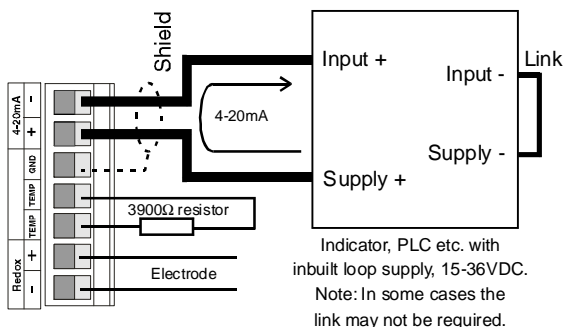 Shield
4-20mA
-
+
GND
TEMP
TEMP
Redox
+
-
4-20mA
3900Ω resistor
Electrode
Input +
Input -
Link
Supply -
Supply +
Indicator, PLC etc. with
inbuilt loop supply, 15-36VDC.
Note: In some cases the
link may not be required.